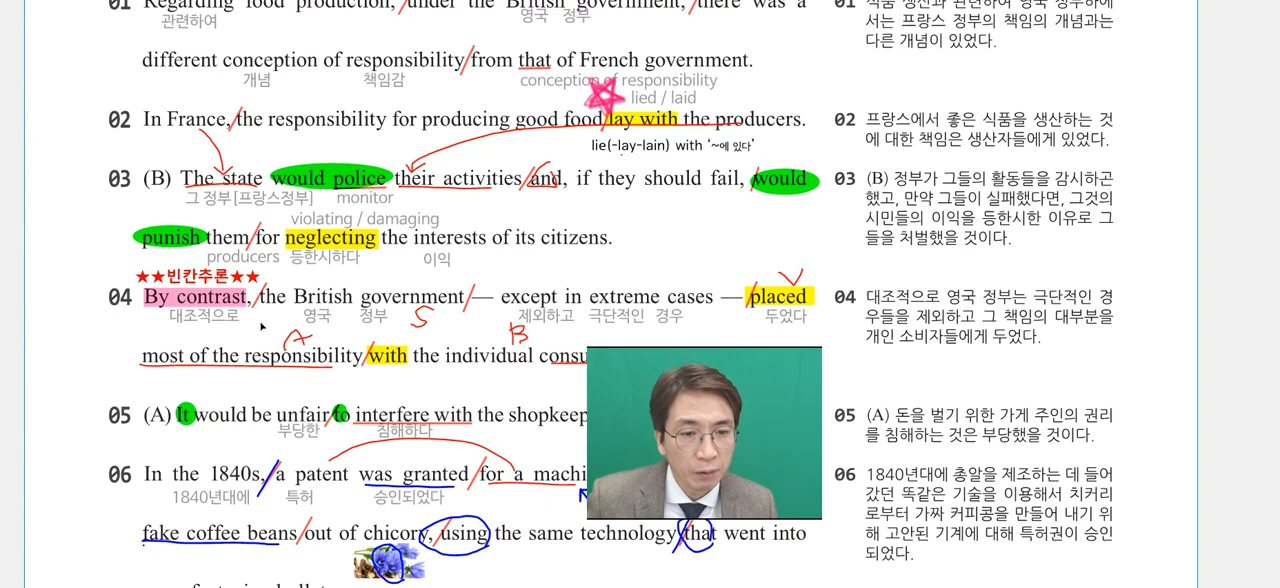 01 Regarding food production, / under the British government, / there was a
관련하여 영국 정부
different conception of responsibility / from that of French government.
개념 책임감 conception of responsibility
lied / laid
02 In France, / the responsibility for producing good food / lay with the producers.
lie(-lay-lain) with '~에 있다'
03 (B) The state would police their activities / and, if they should fail, / would
그 정부[프랑스정부] monitor
violating / damaging
punish them / for neglecting the interests of its citizens.
producers 등한시하다 이익
★★빈칸추론★★
04 By contrast, / the British government / — except in extreme cases — / placed
대조적으로 영국 정부 S 제외하고 극단적인 경우 두었다
A B
most of the responsibility / with the individual consu
05 (A) It would be unfair / to interfere with the shopkeep
부당한 침해하다
06 In the 1840s, / a patent was granted / for a machi
1840년대에 특허 승인되었다
fake coffee beans / out of chicory, / using the same technology / that went into
01 식품 생산과 관련하여 영국 정부하에
서는 프랑스 정부의 책임의 개념과는
다른 개념이 있었다.
02 프랑스에서 좋은 식품을 생산하는 것
에 대한 책임은 생산자들에게 있었다.
03 (B) 정부가 그들의 활동들을 감시하곤
했고, 만약 그들이 실패했다면, 그것의
시민들의 이익을 등한시한 이유로 그
들을 처벌했을 것이다.
04 대조적으로 영국 정부는 극단적인 경
우들을 제외하고 그 책임의 대부분을
개인 소비자들에게 두었다.
05 (A) 돈을 벌기 위한 가게 주인의 권리
를 침해하는 것은 부당했을 것이다.
06 1840년대에 총알을 제조하는 데 들어
갔던 똑같은 기술을 이용해서 치커리
로부터 가짜 커피콩을 만들어 내기 위
해 고안된 기계에 대해 특허권이 승인
되었다.